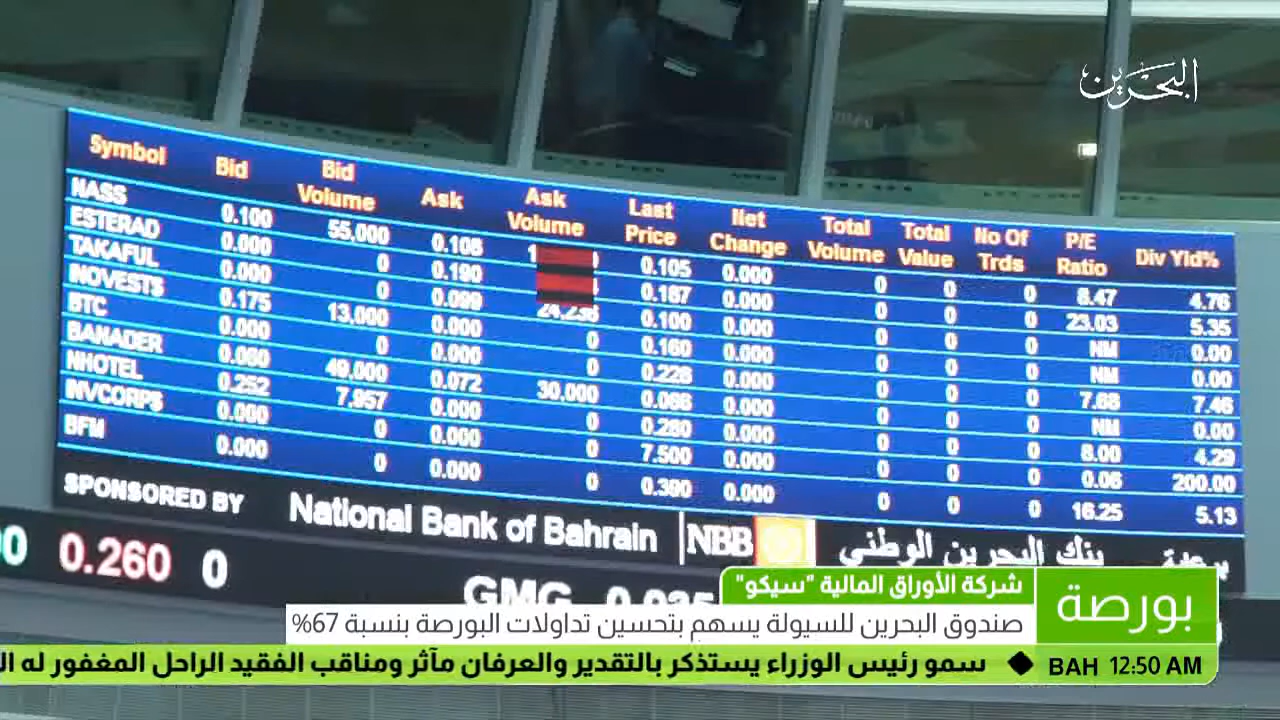 البحرين
Symbol Bid Bid Volume Ask Ask Volume Last Price Net Change Total Volume Total Value No Of Trds P/E Ratio Div Yld%
NASS 0.100 55,000 0.108 0.105 0.000 0 0 0 8.47 4.76
ESTERAD 0.000 0 0.190 0.187 0.000 0 0 0 23.03 5.35
TAKAFUL 0.000 0 0.099 0.100 0.000 0 0 0 NM 0.00
INOVEST$ 0.175 13,000 0.000 0 0.160 0.000 0 0 0 NM 0.00
BTC 0.000 0 0.000 0 0.228 0.000 0 0 0 7.68 7.46
BANADER 0.060 49,000 0.072 30,000 0.066 0.000 0 0 0 NM 0.00
NHOTEL 0.252 7,957 0.000 0 0.280 0.000 0 0 0 8.00 4.29
INVCORP$ 0.000 0 0.000 0 7.500 0.000 0 0 0 0.06 200.00
BFM 0.000 0 0.000 0 0.390 0.000 0 0 0 16.25 5.13
SPONSORED BY National Bank of Bahrain NBB بنك البحرين الوطني
0.260 0 GMG
بورصة
شركة الأوراق المالية "سيكو"
صندوق البحرين للسيولة يسهم بتحسين تداولات البورصة بنسبة 67%
BAH 12:50 AM
سمو رئيس الوزراء يستذكر بالتقدير والعرفان مآثر ومناقب الفقيد الراحل المغفور له